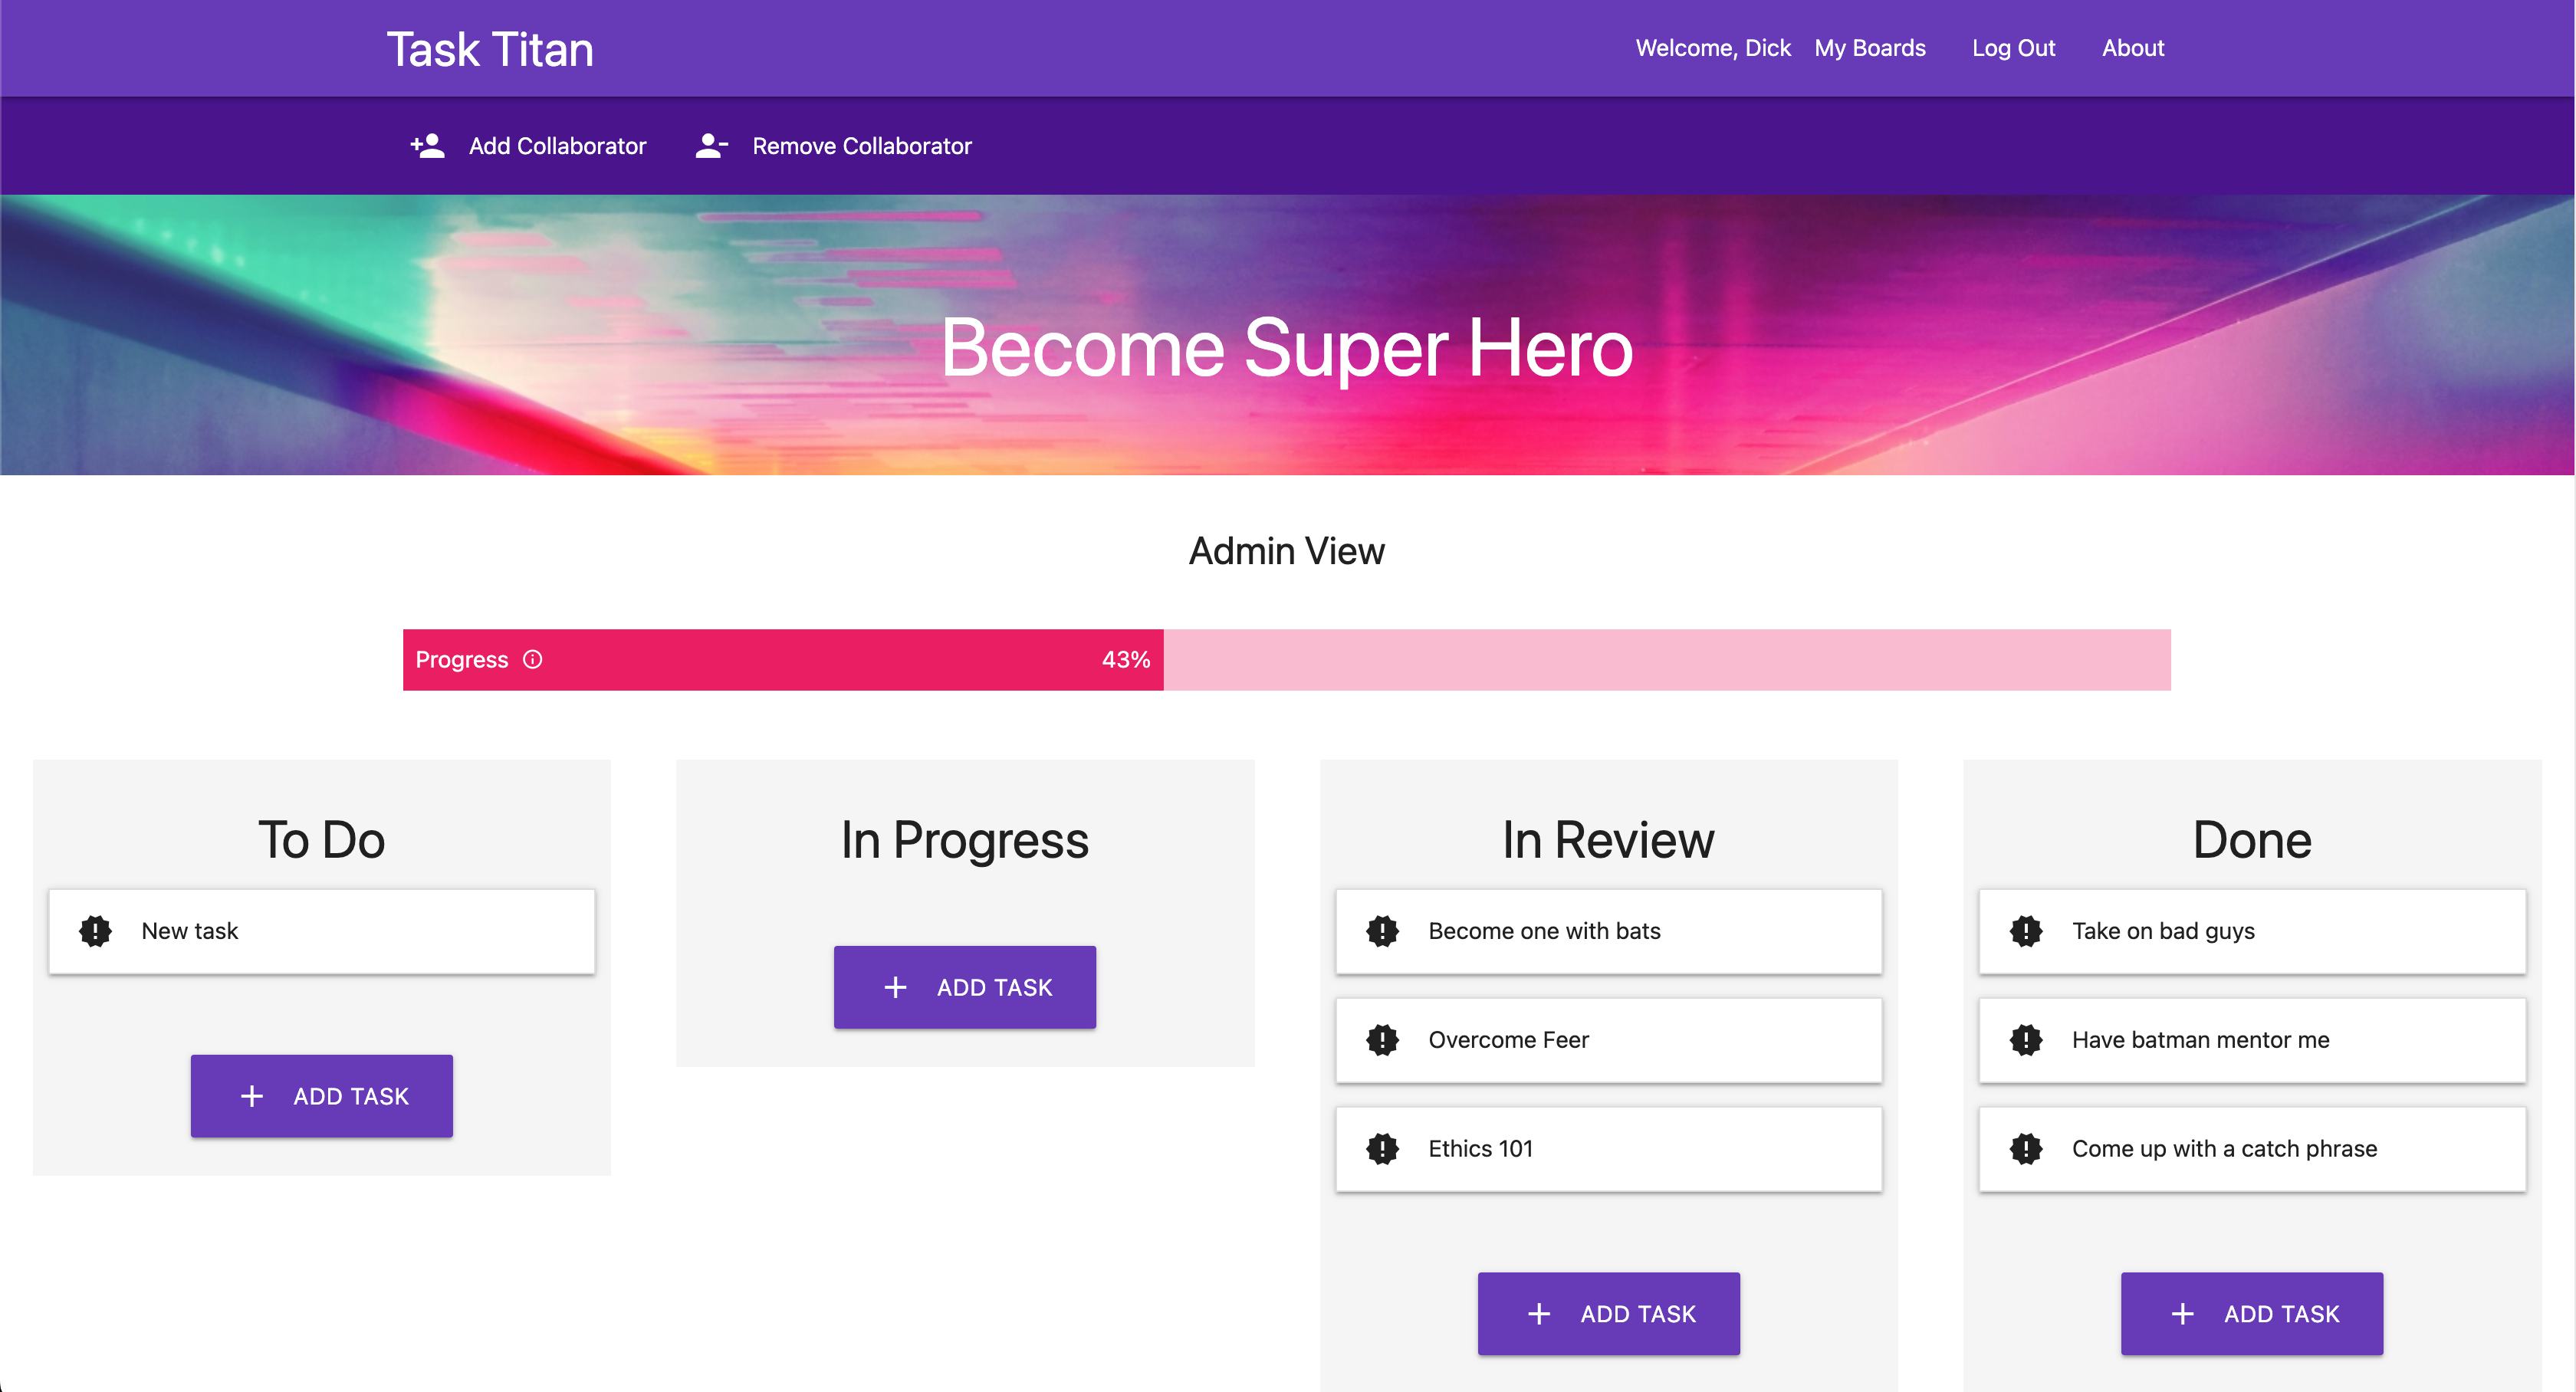 Task Titan
Welcome, Dick My Boards Log Out About
Add Collaborator Remove Collaborator
Become Super Hero
Admin View
Progress 43%
To Do
New task
ADD TASK
In Progress
ADD TASK
In Review
Become one with bats
Overcome Feer
Ethics 101
ADD TASK
Done
Take on bad guys
Have batman mentor me
Come up with a catch phrase
ADD TASK